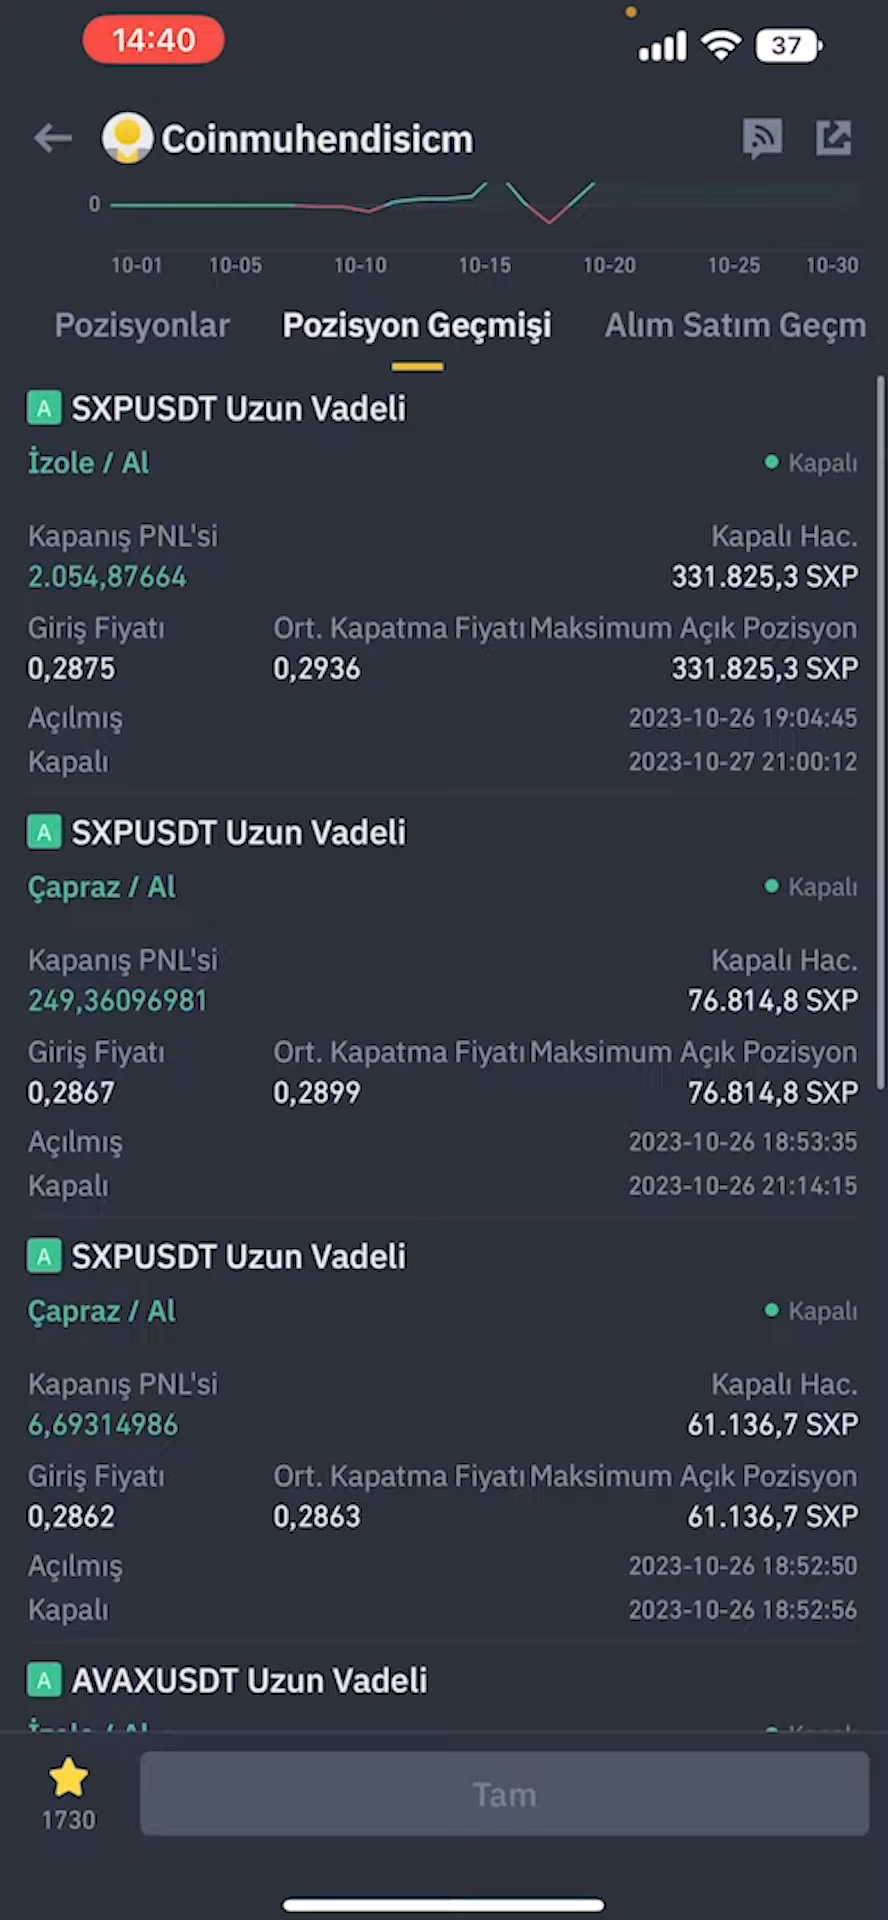 14:40
37
Coinmuhendisicm
0
10-01 10-05 10-10 10-15 10-20 10-25 10-30
Pozisyonlar Pozisyon Geçmişi Alım Satım Geçm
A SXPUSDT Uzun Vadeli
İzole / Al Kapalı
Kapanış PNL'si Kapalı Hac.
2.054,87664 331.825,3 SXP
Giriş Fiyatı Ort. Kapatma Fiyatı Maksimum Açık Pozisyon
0,2875 0,2936 331.825,3 SXP
Açılmış 2023-10-26 19:04:45
Kapalı 2023-10-27 21:00:12
A SXPUSDT Uzun Vadeli
Çapraz / Al Kapalı
Kapanış PNL'si Kapalı Hac.
249,36096981 76.814,8 SXP
Giriş Fiyatı Ort. Kapatma Fiyatı Maksimum Açık Pozisyon
0,2867 0,2899 76.814,8 SXP
Açılmış 2023-10-26 18:53:35
Kapalı 2023-10-26 21:14:15
A SXPUSDT Uzun Vadeli
Çapraz / Al Kapalı
Kapanış PNL'si Kapalı Hac.
6,69314986 61.136,7 SXP
Giriş Fiyatı Ort. Kapatma Fiyatı Maksimum Açık Pozisyon
0,2862 0,2863 61.136,7 SXP
Açılmış 2023-10-26 18:52:50
Kapalı 2023-10-26 18:52:56
A AVAXUSDT Uzun Vadeli
1730
Tam